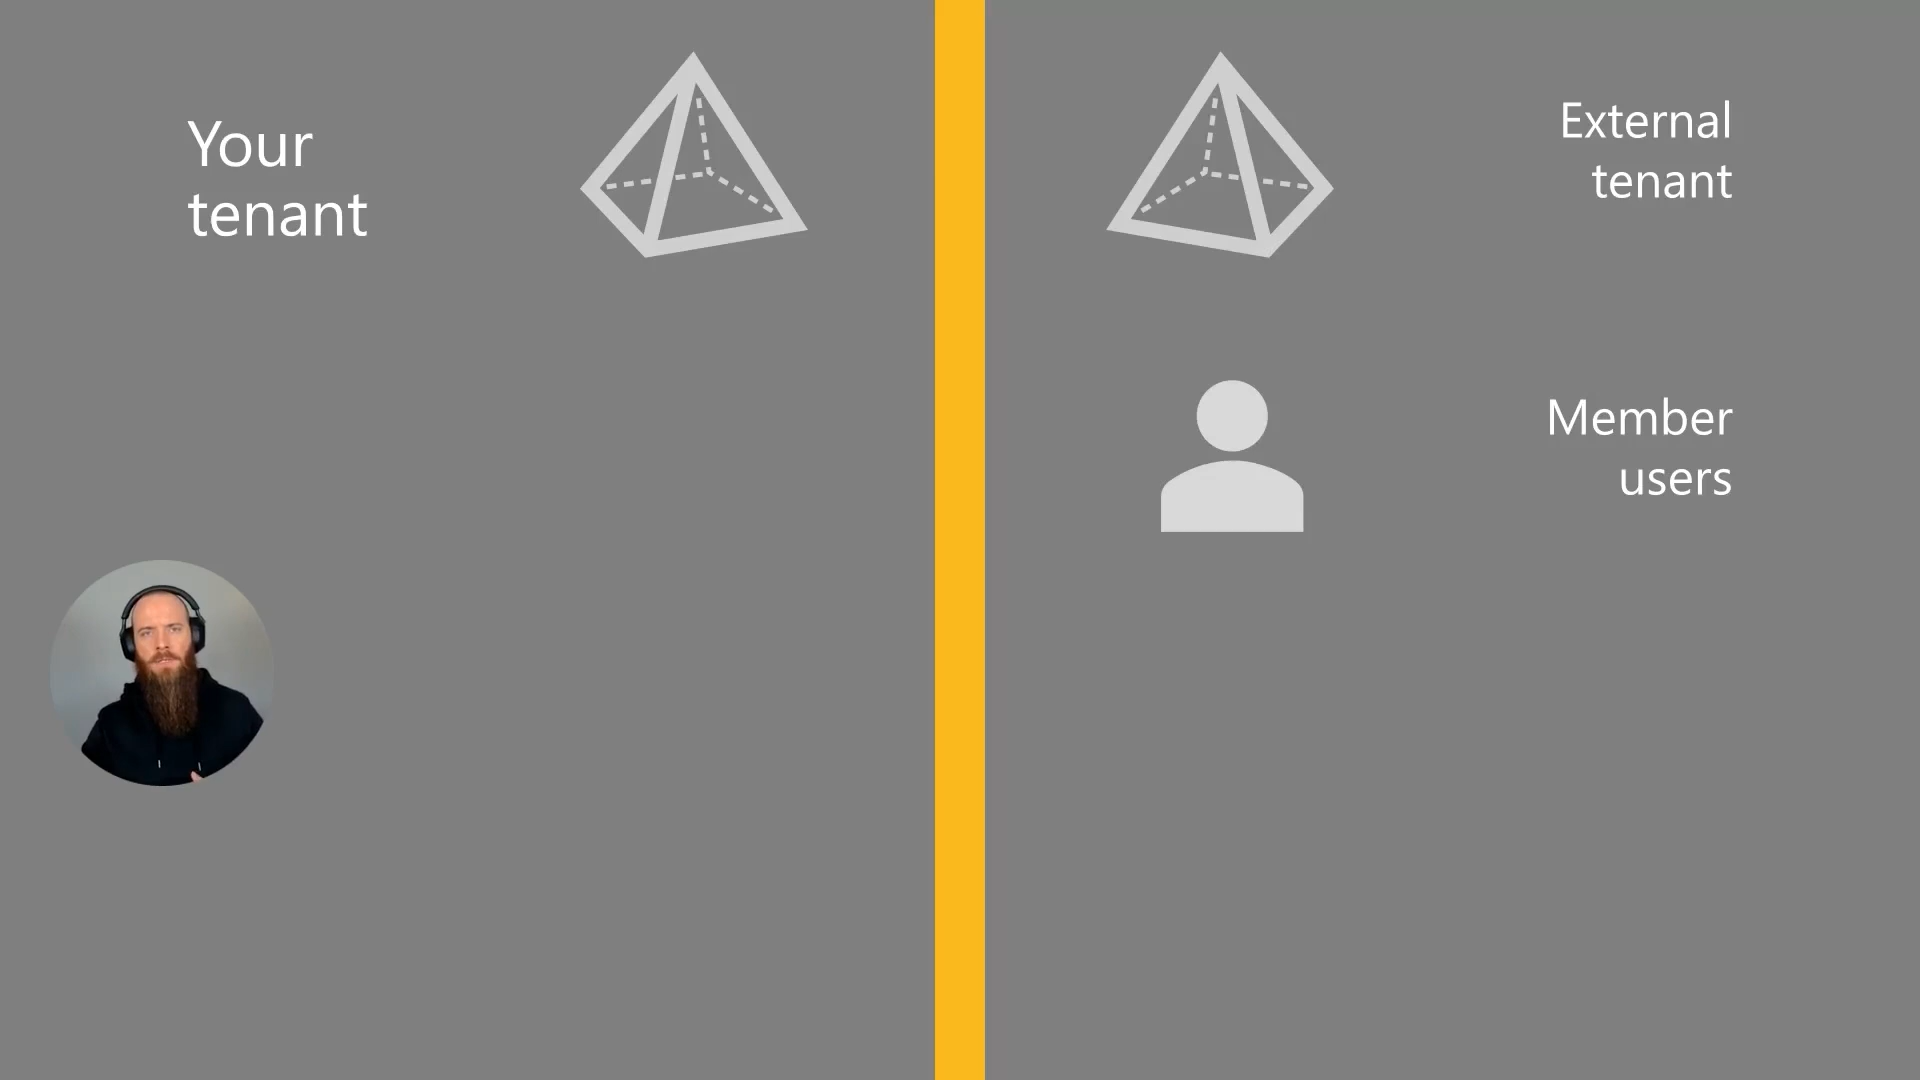 Your
tenant
External
tenant
Member
users